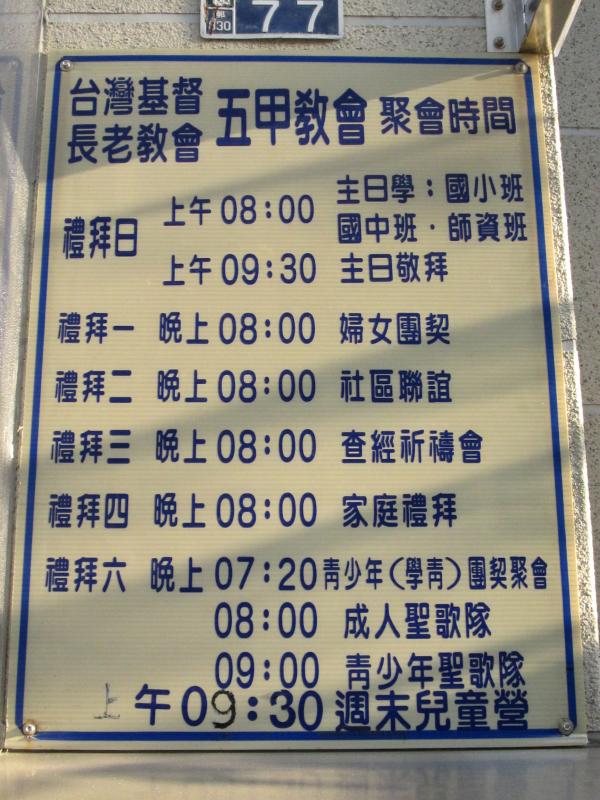 郵
830
77
台灣基督
長老教會
五甲教會 聚會時間
禮拜日 上午 08:00 主日學：國小班
國中班・師資班
上午 09:30 主日敬拜
禮拜一 晚上 08:00 婦女團契
禮拜二 晚上 08:00 社區聯誼
禮拜三 晚上 08:00 查經祈禱會
禮拜四 晚上 08:00 家庭禮拜
禮拜六 晚上 07:20 青少年（學青）團契聚會
08:00 成人聖歌隊
09:00 青少年聖歌隊
上午 09:30 週末兒童營